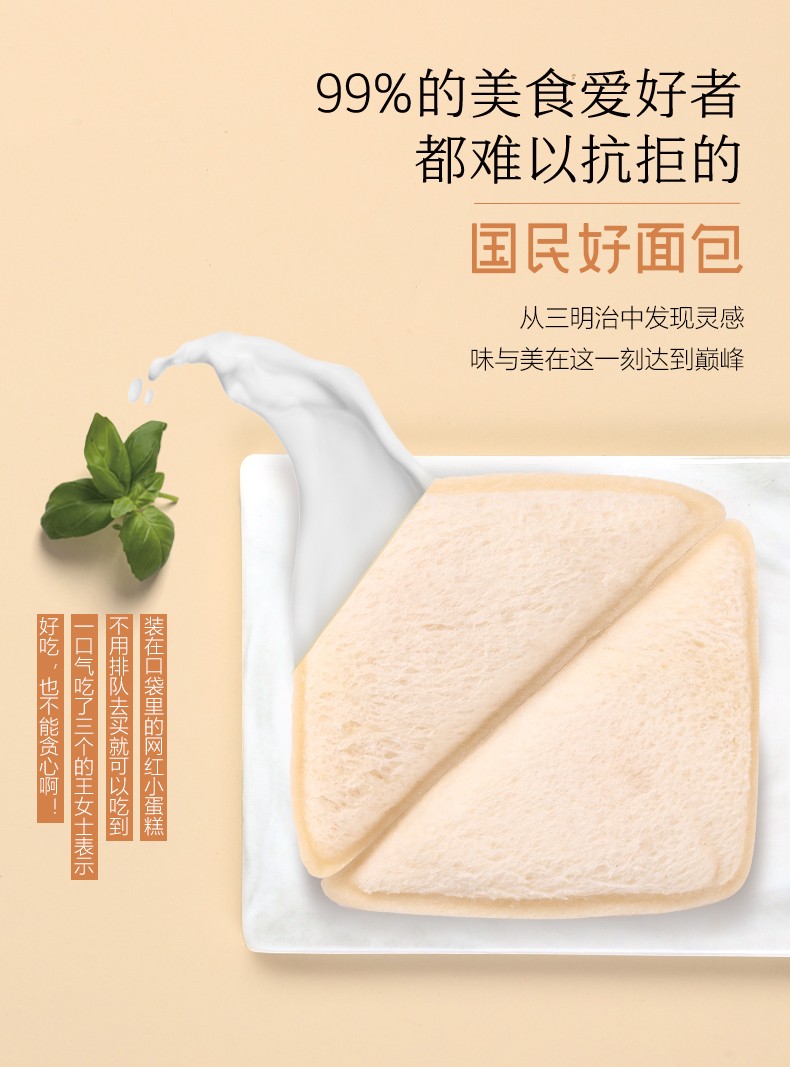 99%的美食爱好者
都难以抗拒的
国民好面包
从三明治中发现灵感
味与美在这一刻达到巅峰
装在口袋里的网红小蛋糕
不用排队去买就可以吃到
一口气吃了三个的王女士表示
好吃，也不能贪心啊！